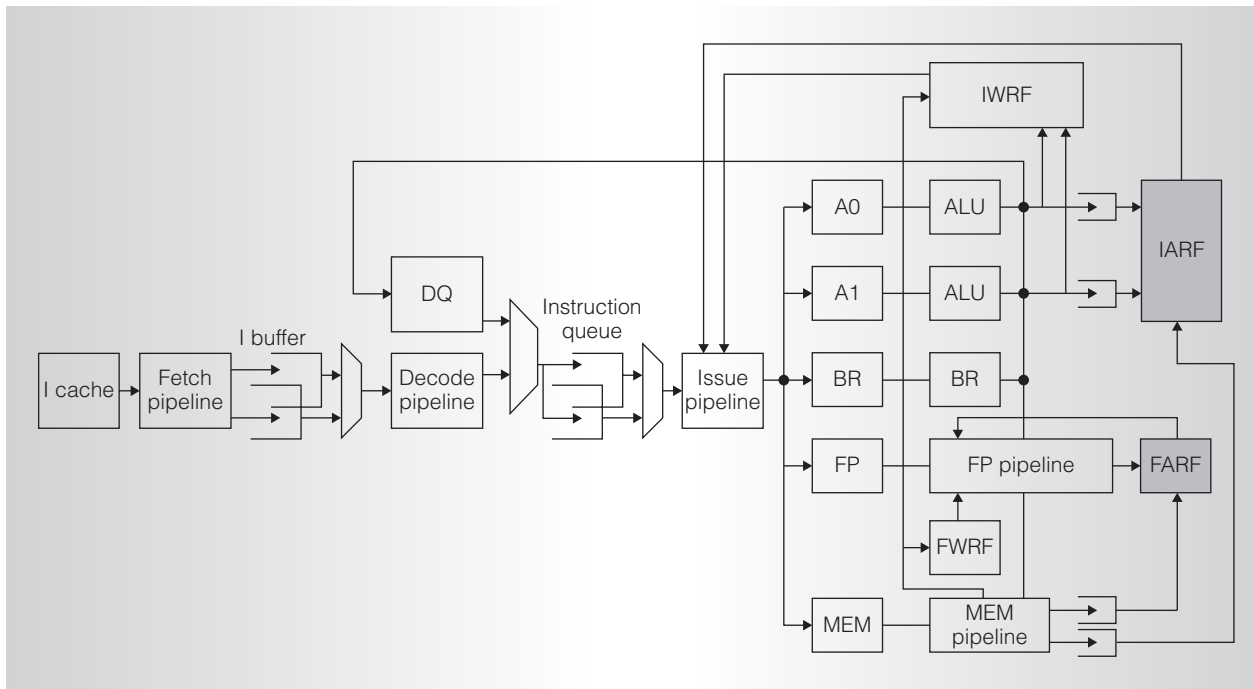 IWRF
A0
ALU
IARF
DQ
A1
ALU
Instruction
queue
I buffer
I cache
Fetch
pipeline
Decode
pipeline
Issue
pipeline
BR
BR
FP
FP pipeline
FARF
FWRF
MEM
MEM
pipeline